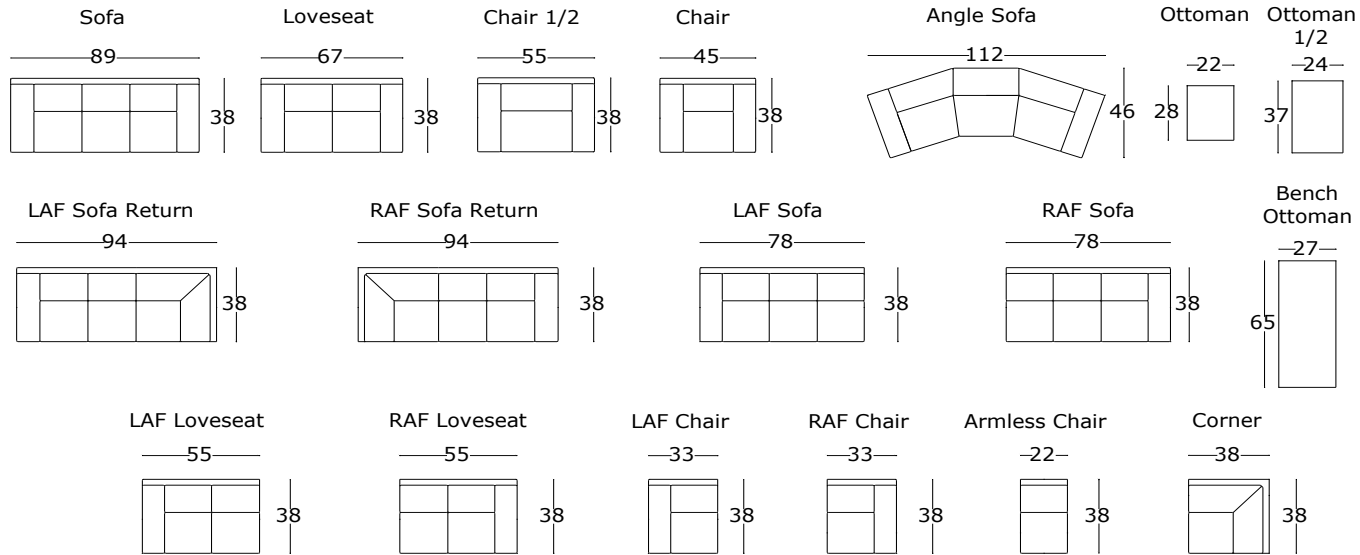 Sofa
Loveseat
Chair 1/2
Chair
Angle Sofa
Ottoman
Ottoman
1/2
89
67
55
45
112
22
24
38
38
38
38
46
28
37
LAF Sofa Return
RAF Sofa Return
LAF Sofa
RAF Sofa
Bench
Ottoman
94
94
78
78
27
38
38
38
38
65
LAF Loveseat
RAF Loveseat
LAF Chair
RAF Chair
Armless Chair
Corner
55
55
33
33
22
38
38
38
38
38
38
38